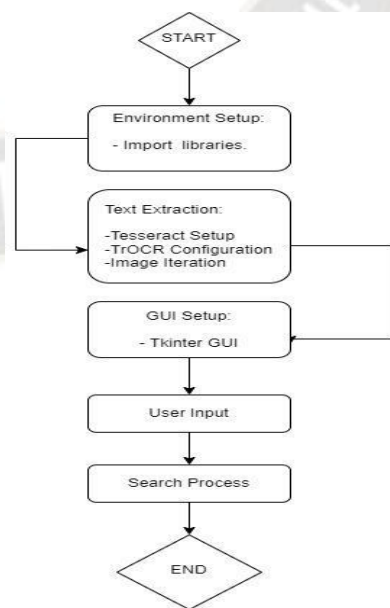 START
Environment Setup:
- Import libraries.
Text Extraction:
-Tesseract Setup
-TrOCR Configuration
-Image Iteration
GUI Setup:
- Tkinter GUI
User Input
Search Process
END